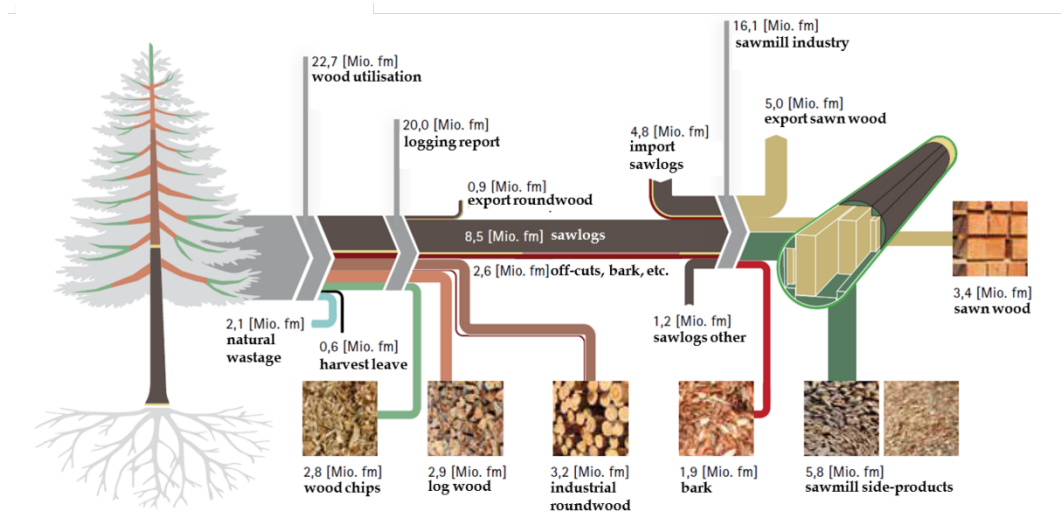 22,7 [Mio. fm]
wood utilisation
20,0 [Mio. fm]
logging report
0,9 [Mio. fm]
export roundwood
16,1 [Mio. fm]
sawmill industry
4,8 [Mio. fm]
import
sawlogs
5,0 [Mio. fm]
export sawn wood
8,5 [Mio. fm] sawlogs
2,6 [Mio. fm] off-cuts, bark, etc.
2,1 [Mio. fm]
natural
wastage
0,6 [Mio. fm]
harvest leave
1,2 [Mio. fm]
sawlogs other
3,4 [Mio. fm]
sawn wood
2,8 [Mio. fm]
wood chips
2,9 [Mio. fm]
log wood
3,2 [Mio. fm]
industrial
roundwood
1,9 [Mio. fm]
bark
5,8 [Mio. fm]
sawmill side-products